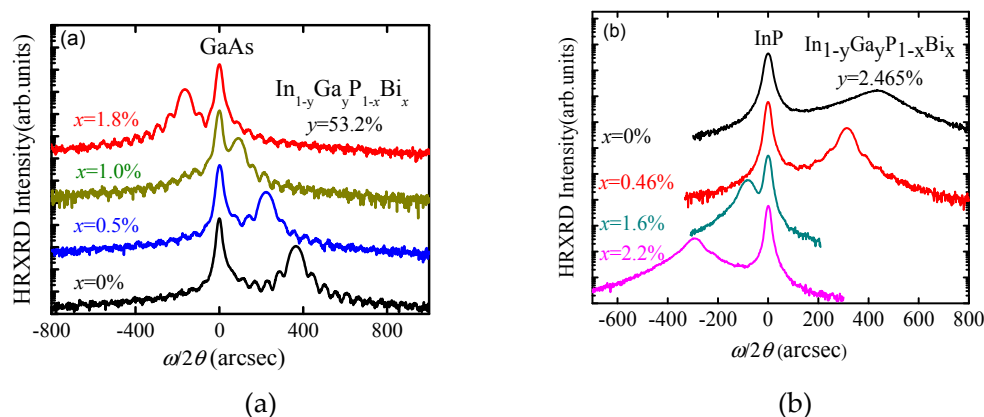 (a)
GaAs
In1-yGayP1-xBix
y=53.2%
x=1.8%
x=1.0%
x=0.5%
x=0%
HRXRD Intensity(arb.units)
-800 -400 0 400 800
ω/2θ (arcsec)
(a)
(b)
InP
In1-yGayP1-xBix
y=2.465%
x=0%
x=0.46%
x=1.6%
x=2.2%
HRXRD Intensity(arb.units)
-600 -400 -200 0 200 400 600 800
ω/2θ (arcsec)
(b)